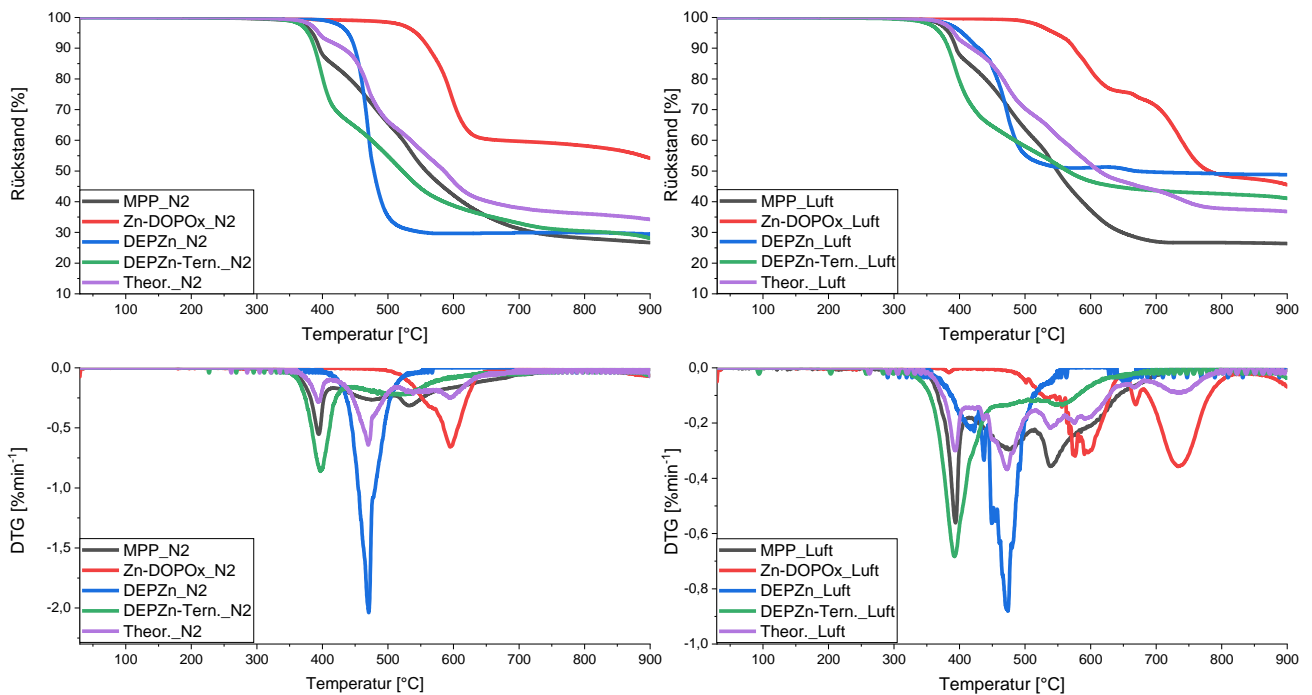 100
90
80
70
60
50
40
30
20
10
Rückstand [%]
MPP_N2
Zn-DOPOx_N2
DEPZn_N2
DEPZn-Tern._N2
Theor._N2
100 200 300 400 500 600 700 800 900
Temperatur [°C]
100
90
80
70
60
50
40
30
20
10
Rückstand [%]
MPP_Luft
Zn-DOPOx_Luft
DEPZn_Luft
DEPZn-Tern._Luft
Theor._Luft
100 200 300 400 500 600 700 800 900
Temperatur [°C]
0,0
-0,5
-1,0
-1,5
-2,0
DTG [%min⁻¹]
MPP_N2
Zn-DOPOx_N2
DEPZn_N2
DEPZn-Tern._N2
Theor._N2
100 200 300 400 500 600 700 800 900
Temperatur [°C]
0,0
-0,2
-0,4
-0,6
-0,8
-1,0
DTG [%min⁻¹]
MPP_Luft
Zn-DOPOx_Luft
DEPZn_Luft
DEPZn-Tern._Luft
Theor._Luft
100 200 300 400 500 600 700 800 900
Temperatur [°C]